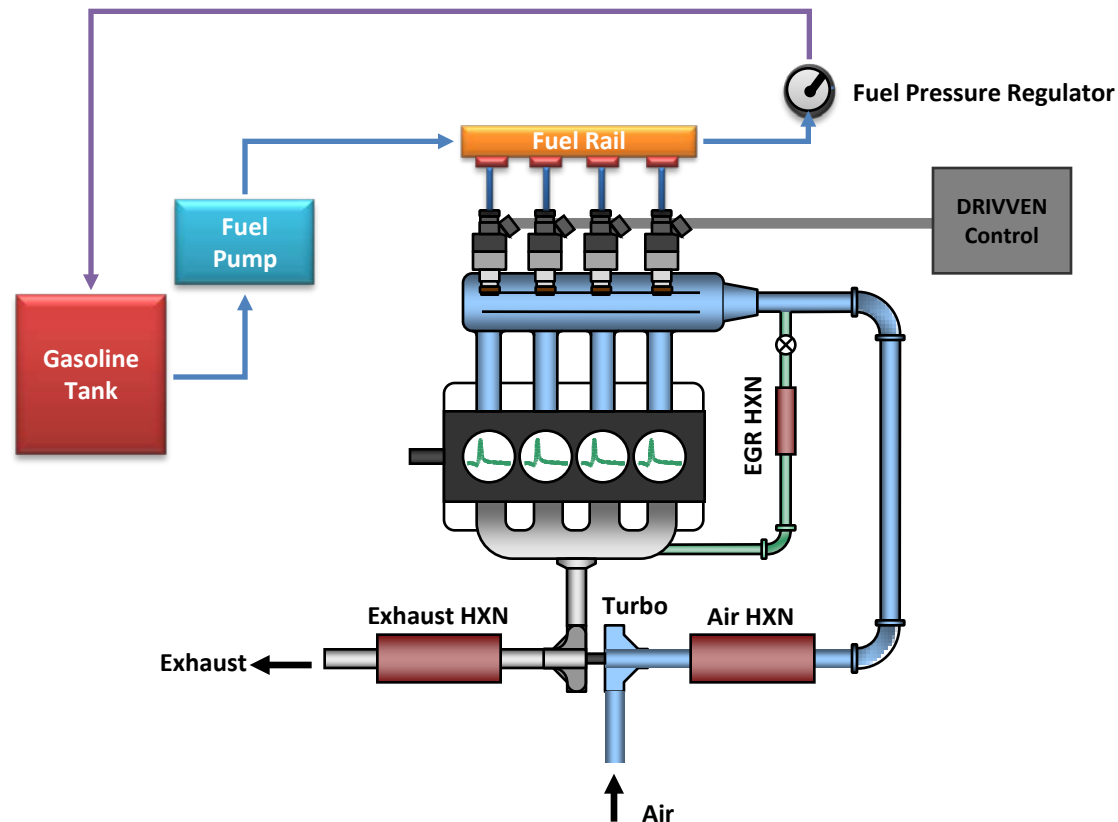 Fuel Pressure Regulator
Fuel Rail
DRIVVEN
Control
Fuel
Pump
Gasoline
Tank
EGR HXN
Exhaust HXN
Turbo
Air HXN
Exhaust
Air